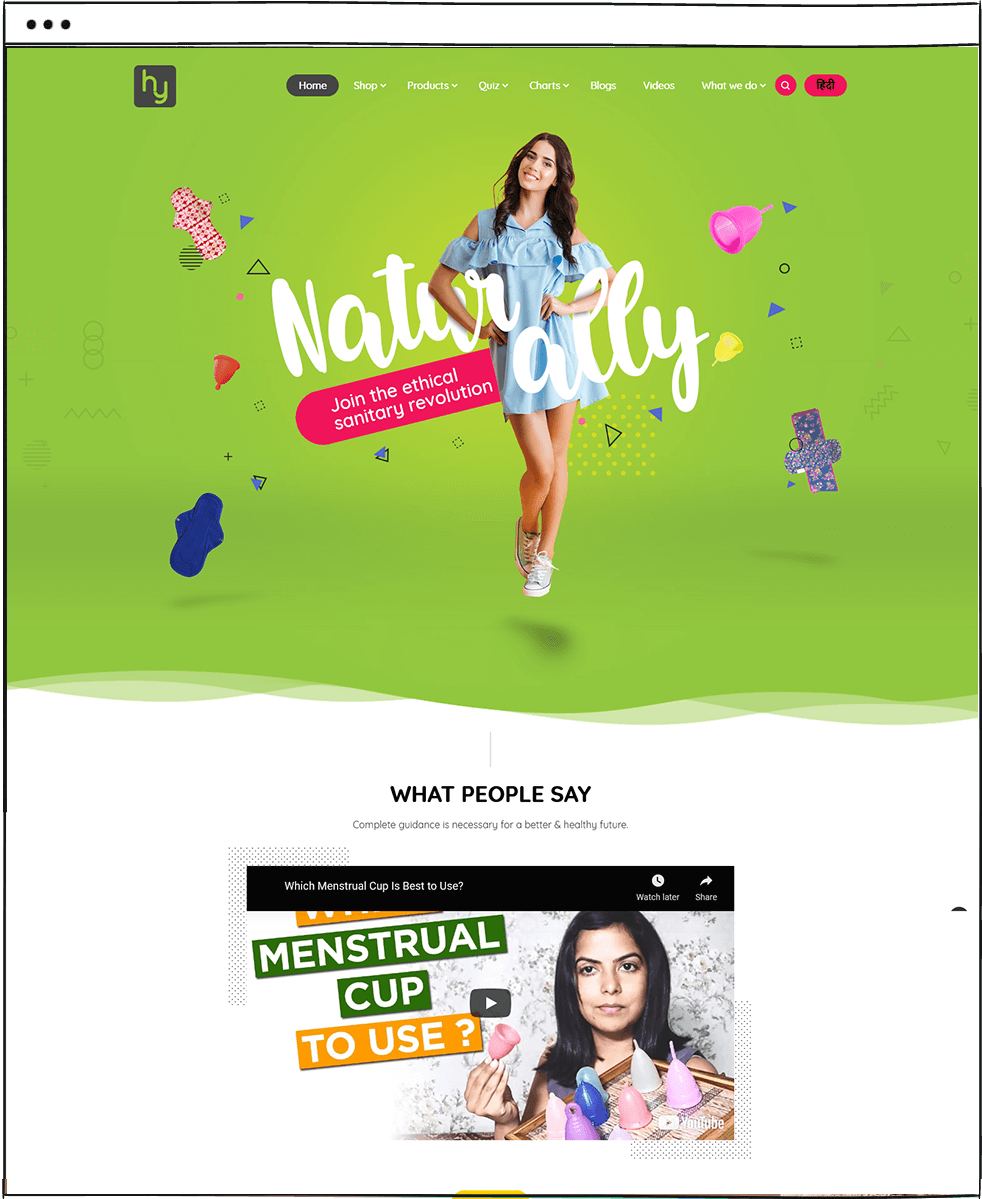 hy
Home
Shop
Products
Quiz
Charts
Blogs
Videos
What we do
हिंदी
Naturally
Join the ethical
sanitary revolution
WHAT PEOPLE SAY
Complete guidance is necessary for a better & healthy future.
Which Menstrual Cup Is Best to Use?
Watch later
Share
MENSTRUAL
CUP
TO USE ?
YouTube